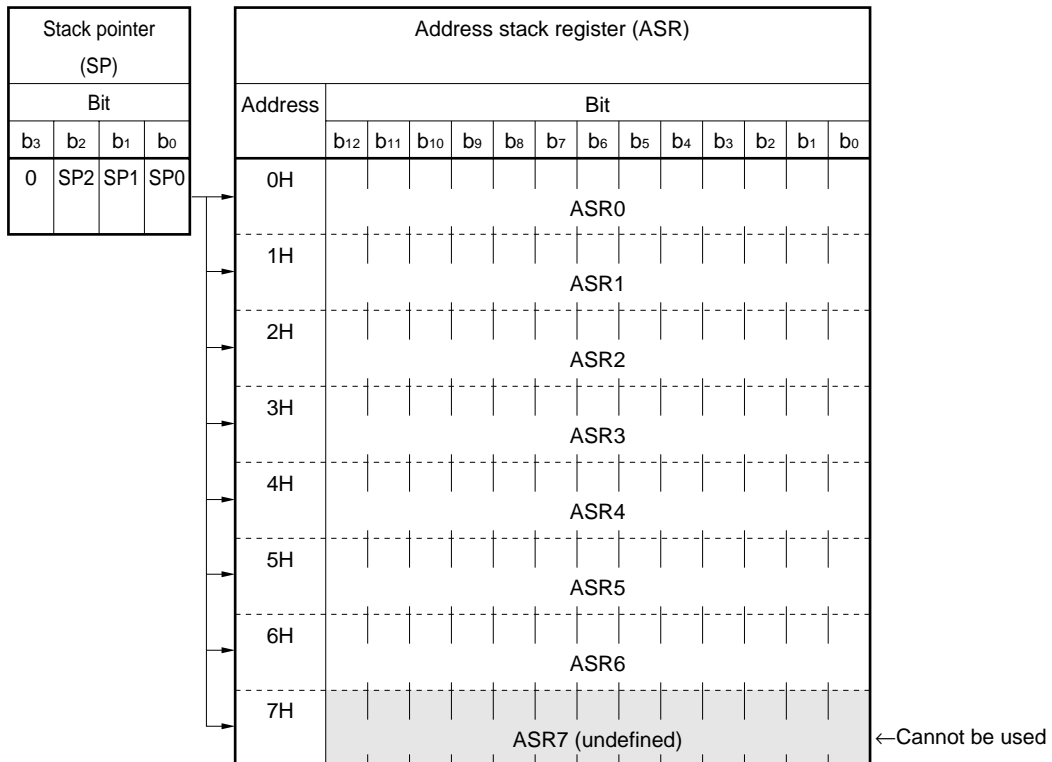 Stack pointer
(SP)
Bit
b3 b2 b1 b0
0 SP2 SP1 SP0
Address stack register (ASR)
Address Bit
b12 b11 b10 b9 b8 b7 b6 b5 b4 b3 b2 b1 b0
0H
ASR0
1H
ASR1
2H
ASR2
3H
ASR3
4H
ASR4
5H
ASR5
6H
ASR6
7H
ASR7 (undefined)
←Cannot be used